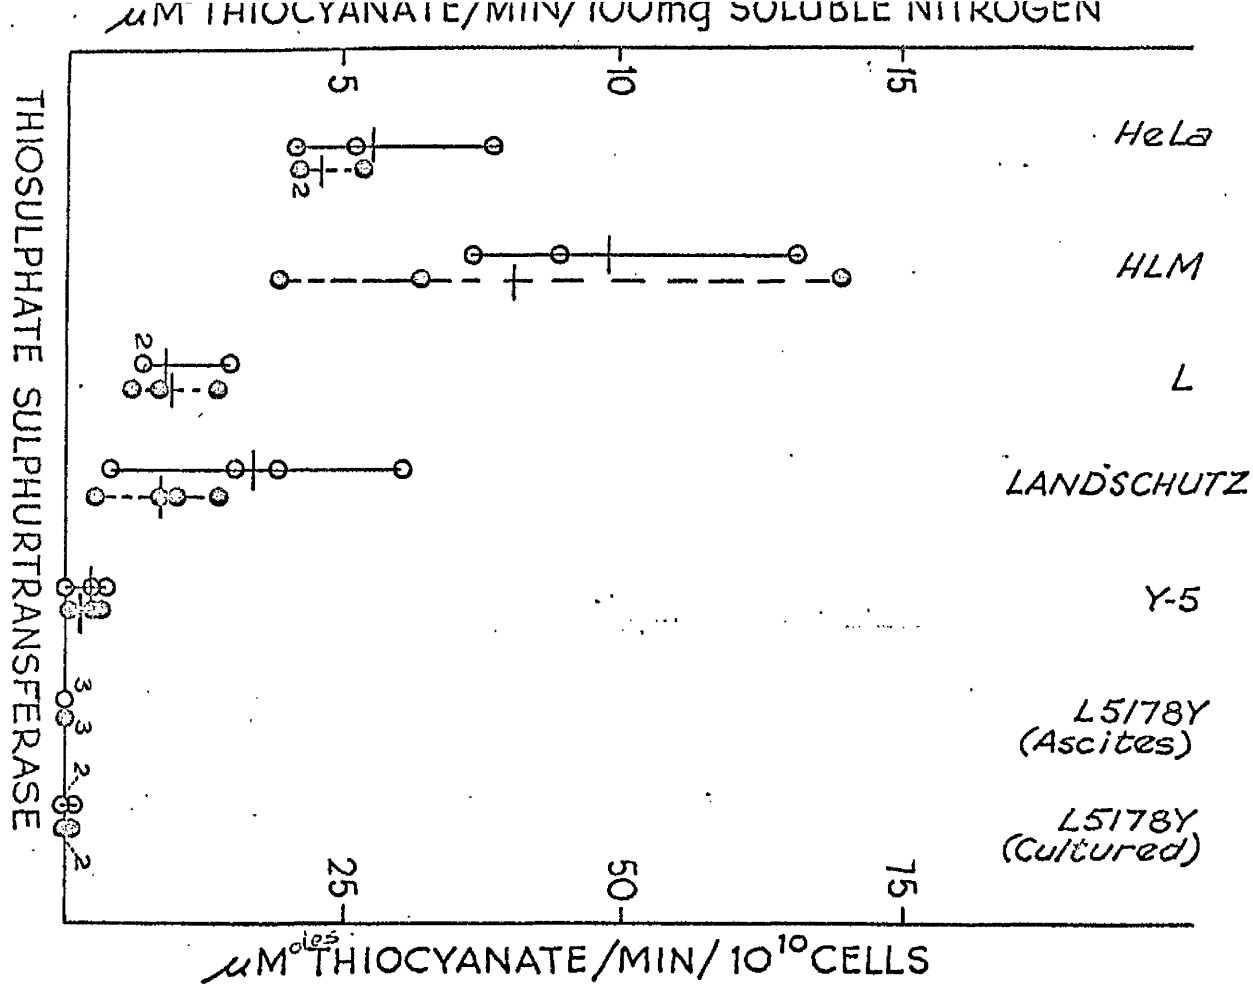 µM THIOCYANATE/MIN/100mg SOLUBLE NITROGEN
5
10
15
THIOSULPHATE SULPHURTRANSFERASE
HeLa
2
HLM
2
L
LANDSCHUTZ
Y-5
3
3
L5178Y
(Ascites)
2
2
L5178Y
(Cultured)
25
50
75
µMoles THIOCYANATE/MIN/10¹⁰ CELLS